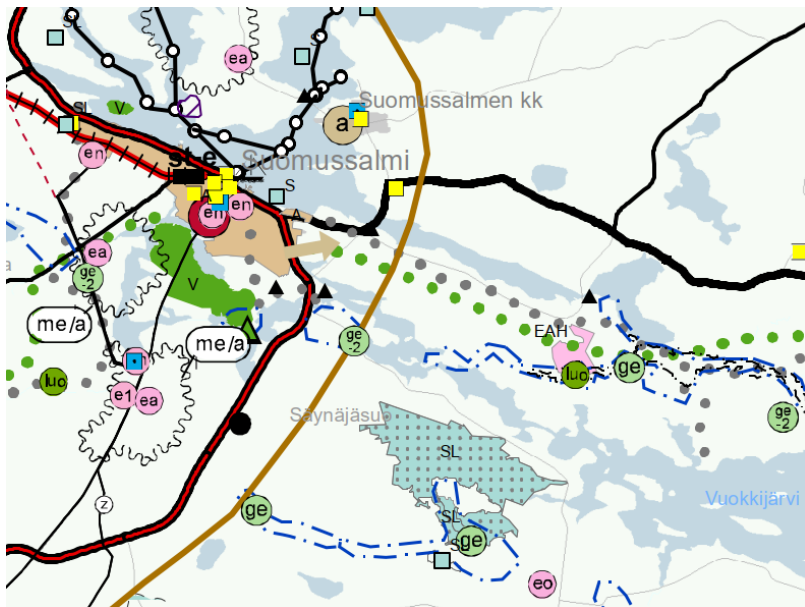 SL
S
ea
Suomussalmen kk
a
SL
V
en
st-e
Suomussalmi
S
A
en
en
A
ea
ge
-2
V
me/a
me/a
EAH
ge
-2
luo
ge
luo
e1
ea
ge
-2
Säynäjäsuo
SL
z
ge
SL
ge
S
Vuokkijärvi
eo